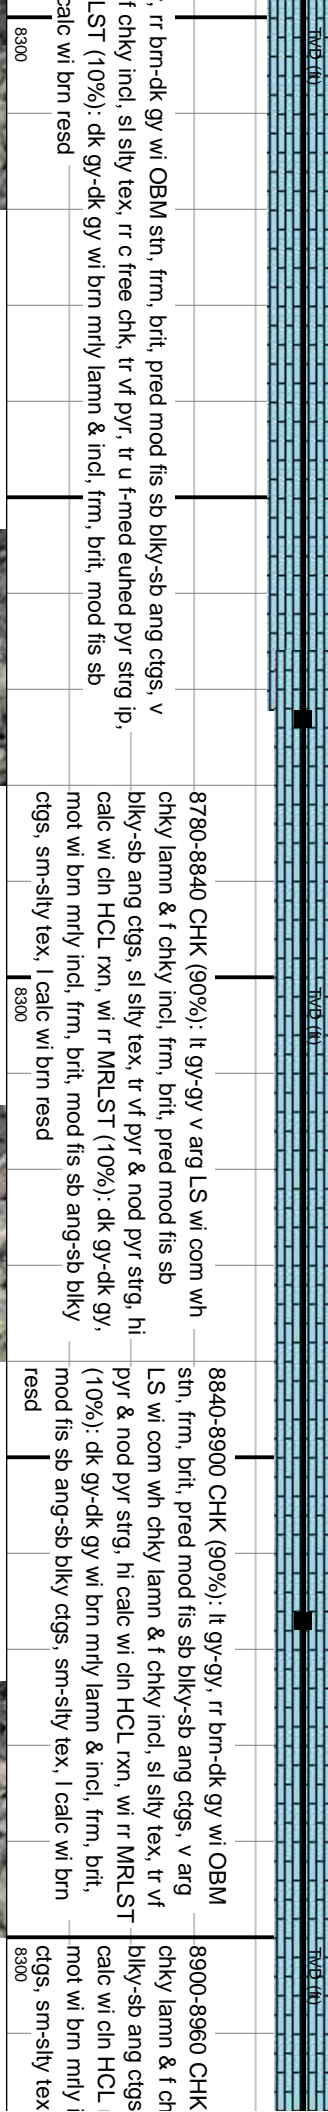 TVD (ft)
8300
, rr brn-dk gy wi OBM stn, frm, brit, pred mod fis sb blky-sb ang ctgs, v
f chky incl, sl slty tex, rr c free chk, tr vf pyr, tr u f-med euhed pyr strg ip,
LST (10%): dk gy-dk gy wi brn mrly lamn & incl, frm, brit, mod fis sb
calc wi brn resd
8780-8840 CHK (90%): lt gy-gy v arg LS wi com wh
chky lamn & f chky incl, frm, brit, pred mod fis sb
blky-sb ang ctgs, sl slty tex, tr vf pyr & nod pyr strg, hi
calc wi cln HCL rxn, wi rr MRLST (10%): dk gy-dk gy,
mot wi brn mrly incl, frm, brit, mod fis sb ang-sb blky
ctgs, sm-slty tex, l calc wi brn resd
TVD (ft)
8300
8840-8900 CHK (90%): lt gy-gy, rr brn-dk gy wi OBM
stn, frm, brit, pred mod fis sb blky-sb ang ctgs, v arg
LS wi com wh chky lamn & f chky incl, sl slty tex, tr vf
pyr & nod pyr strg, hi calc wi cln HCL rxn, wi rr MRLST
(10%): dk gy-dk gy wi brn mrly lamn & incl, frm, brit,
mod fis sb ang-sb blky ctgs, sm-slty tex, l calc wi brn
resd
TVD (ft)
8300
8900-8960 CHK
chky lamn & f ch
blky-sb ang ctgs
calc wi cln HCL
mot wi brn mrly i
ctgs, sm-slty tex